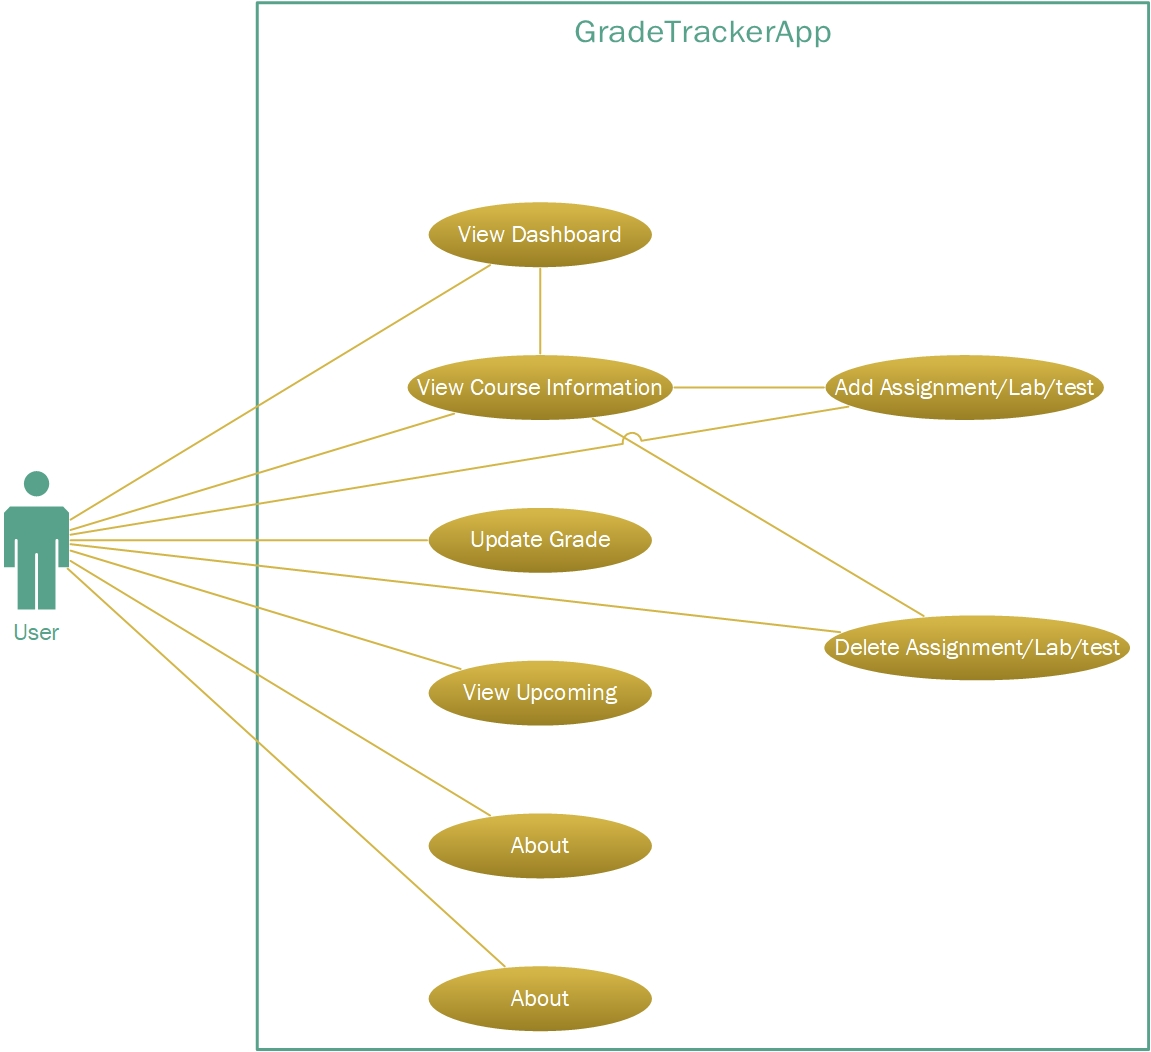 GradeTrackerApp
View Dashboard
View Course Information
Add Assignment/Lab/test
Update Grade
User
Delete Assignment/Lab/test
View Upcoming
About
About